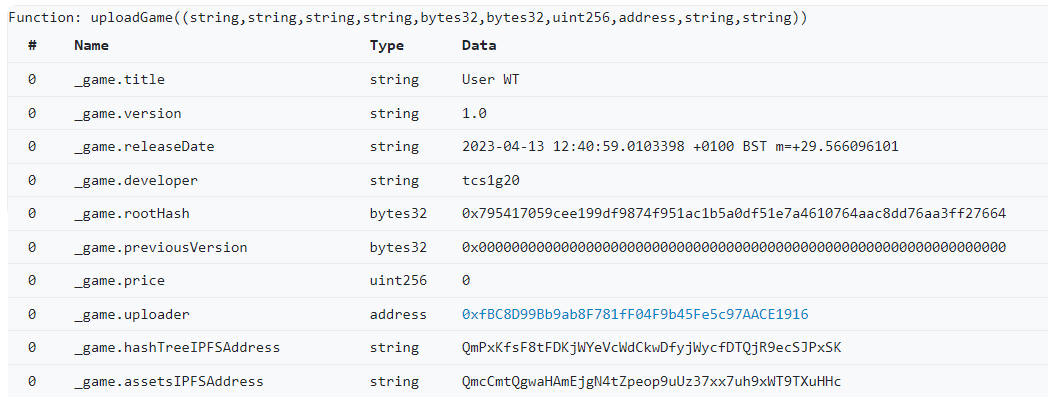 Function: uploadGame((string,string,string,string,bytes32,bytes32,uint256,address,string,string))
# Name Type Data
0 _game.title string User WT
0 _game.version string 1.0
0 _game.releaseDate string 2023-04-13 12:40:59.0103398 +0100 BST m=+29.566096101
0 _game.developer string tcs1g20
0 _game.rootHash bytes32 0x795417059cee199df9874f951ac1b5a0df51e7a4610764aac8dd76aa3ff27664
0 _game.previousVersion bytes32 0x0000000000000000000000000000000000000000000000000000000000000000
0 _game.price uint256 0
0 _game.uploader address 0xfBC8D99Bb9ab8F781fF04F9b45Fe5c97AACE1916
0 _game.hashTreeIPFSAddress string QmPxKfsF8tFDKjWYeVcWdCkwDfyjWycfDTQjR9ecSJPxSK
0 _game.assetsIPFSAddress string QmcCmtQgwaHAmEjgN4tZpeop9uUz37xx7uh9xWT9TXuHHc